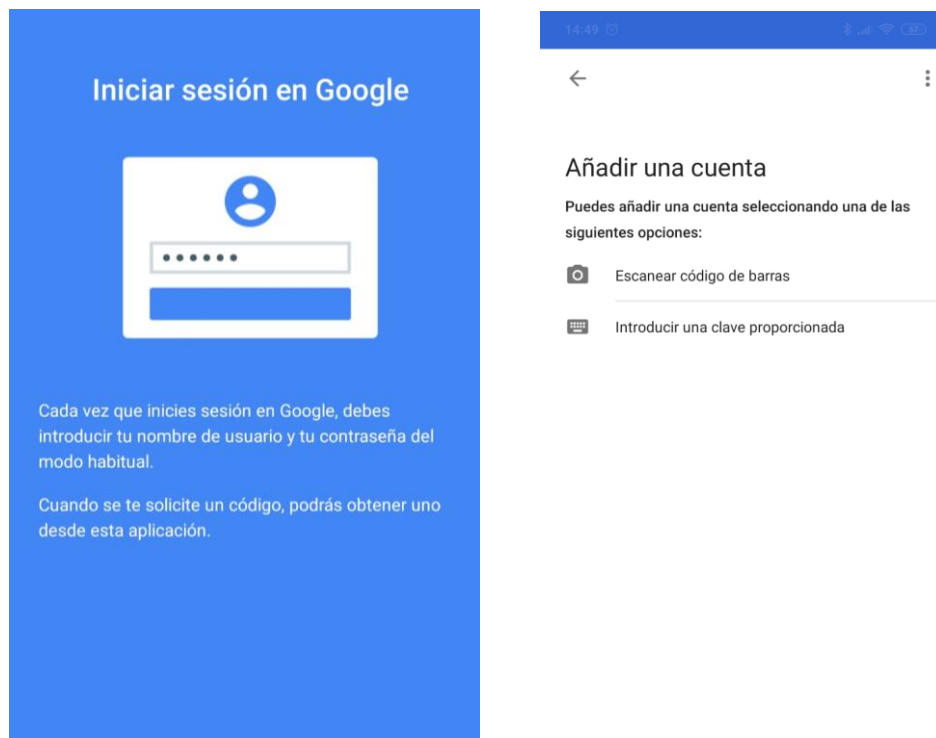 Iniciar sesión en Google
Cada vez que inicies sesión en Google, debes
introducir tu nombre de usuario y tu contraseña del
modo habitual.
Cuando se te solicite un código, podrás obtener uno
desde esta aplicación.
14:49
67
Añadir una cuenta
Puedes añadir una cuenta seleccionando una de las
siguientes opciones:
Escanear código de barras
Introducir una clave proporcionada